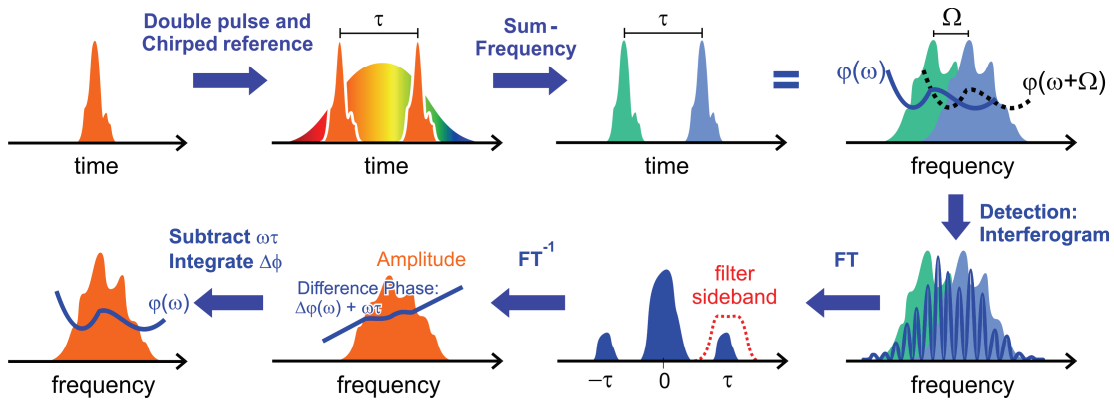 Double pulse and
Chirped reference
τ
Sum-
Frequency
τ
=
Ω
φ(ω)
φ(ω+Ω)
time
time
time
frequency
Detection:
Interferogram
Subtract ωτ
Integrate Δϕ
φ(ω)
Amplitude
Difference Phase:
Δφ(ω) + ωτ
FT⁻¹
filter
sideband
FT
−τ
0
τ
frequency
frequency
frequency